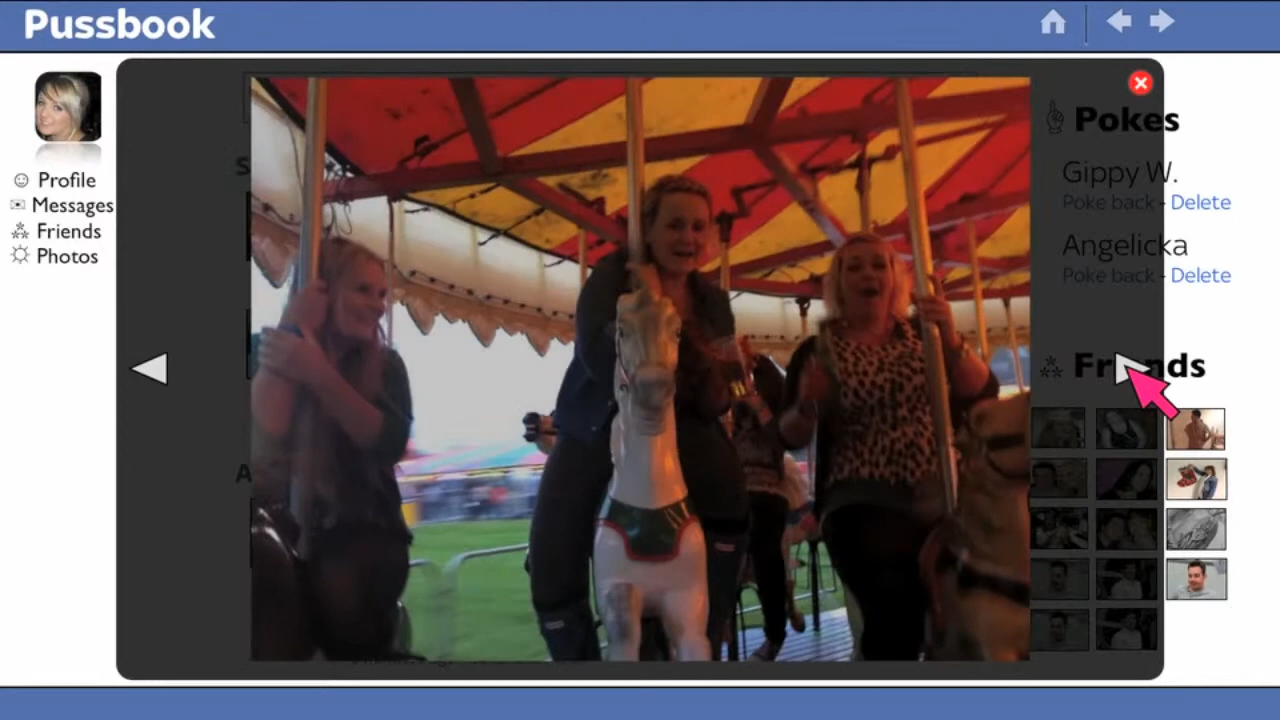 Pussbook
Profile
Messages
Friends
Photos
Pokes
Gippy W.
Poke back - Delete
Angelicka
Poke back - Delete
Friends